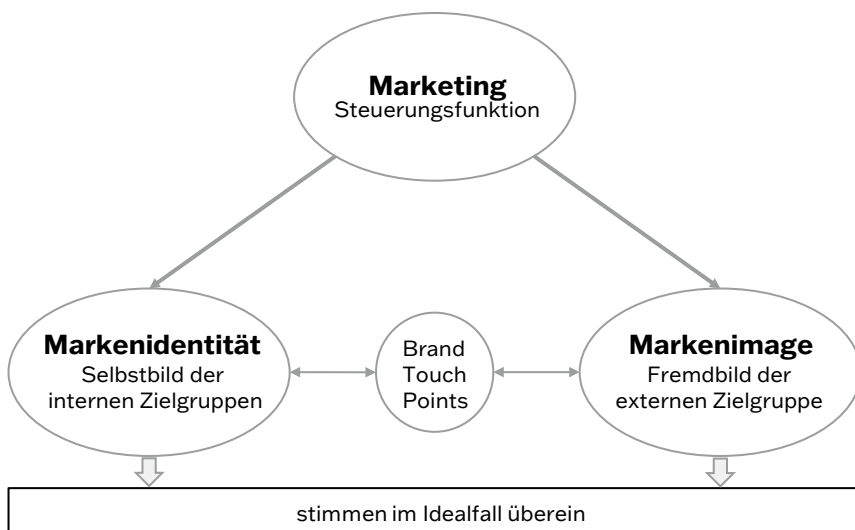 Marketing
Steuerungsfunktion
Markenidentität
Selbstbild der
internen Zielgruppen
Brand
Touch
Points
Markenimage
Fremdbild der
externen Zielgruppe
stimmen im Idealfall überein